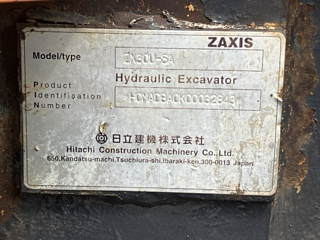 ZAXIS
Model/type ZX30U-5A
Hydraulic Excavator
Product
Identification
Number
日立建機株式会社
Hitachi Construction Machinery Co.Ltd.
650,Kandatsu-machi,Tsuchiura-shi,Ibaraki-ken,300-0013 Japan